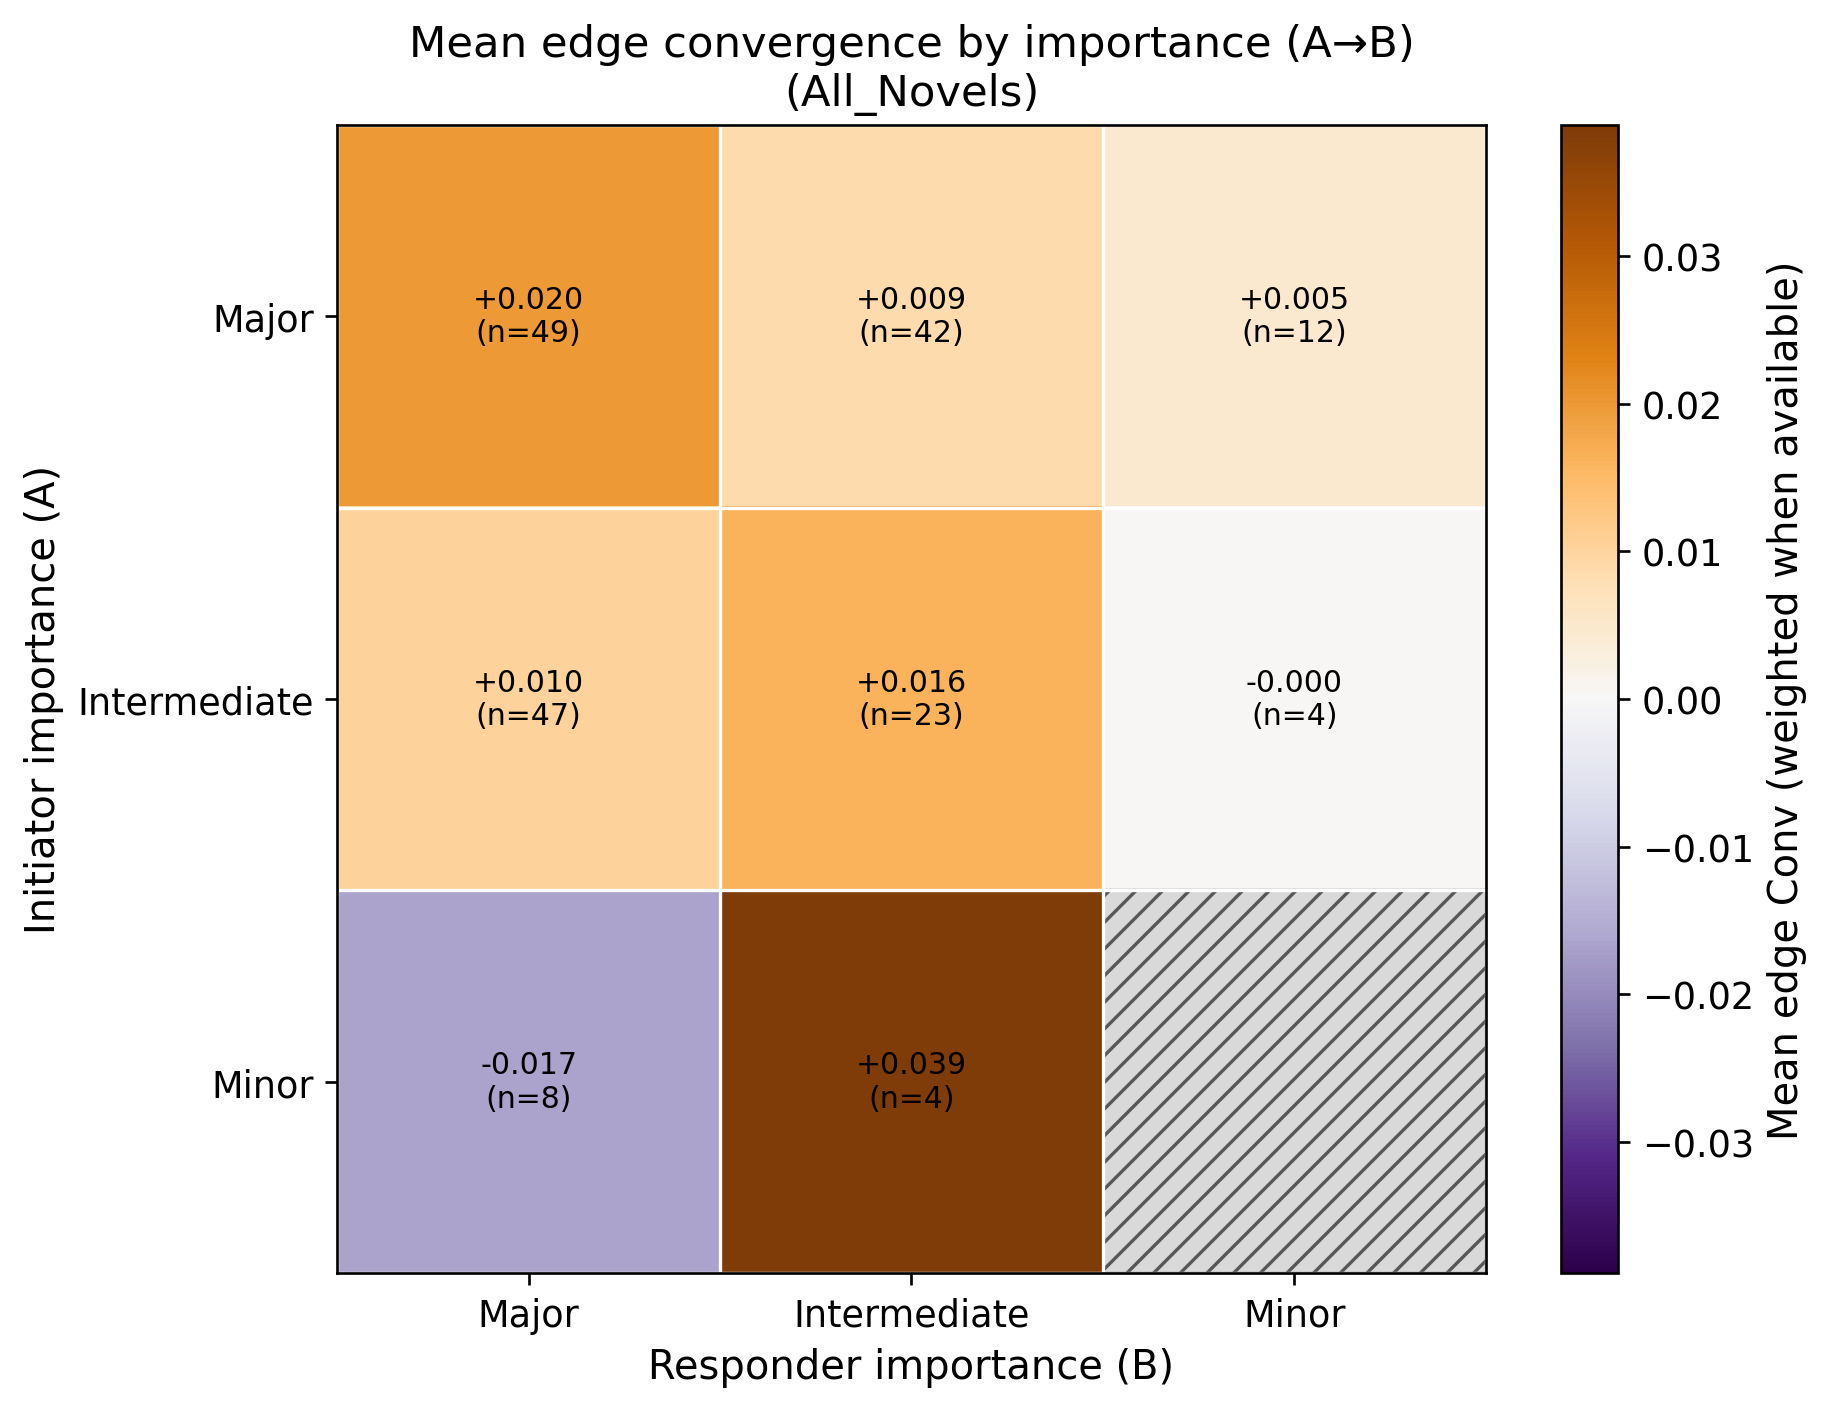 Mean edge convergence by importance (A→B)
(All_Novels)
Initiator importance (A)
Major
Intermediate
Minor
+0.020
(n=49)
+0.009
(n=42)
+0.005
(n=12)
+0.010
(n=47)
+0.016
(n=23)
-0.000
(n=4)
-0.017
(n=8)
+0.039
(n=4)
Major
Intermediate
Minor
Responder importance (B)
0.03
0.02
0.01
0.00
−0.01
−0.02
−0.03
Mean edge Conv (weighted when available)